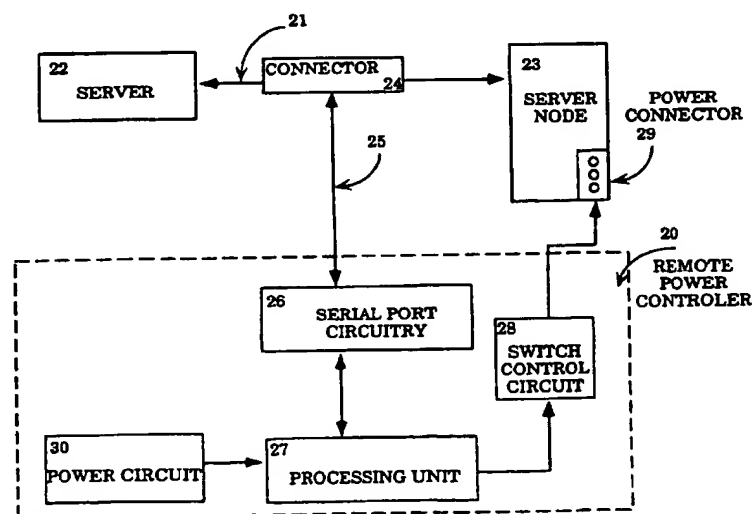 21
22
SERVER
CONNECTOR
24
23
SERVER
NODE
POWER
CONNECTOR
29
25
20
REMOTE
POWER
CONTROLER
26
SERIAL PORT
CIRCUITRY
28
SWITCH
CONTROL
CIRCUIT
30
POWER CIRCUIT
27
PROCESSING UNIT